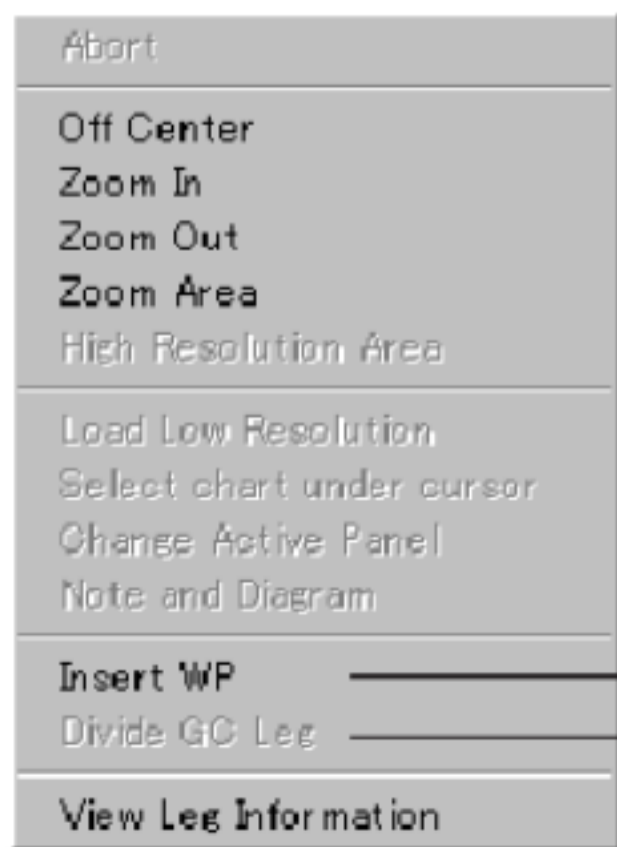 Abort
Off Center
Zoom In
Zoom Out
Zoom Area
High Resolution Area
Load Low Resolution
Select chart under cursor
Change Active Panel
Note and Diagram
Insert WP
Divide GC Leg
View Leg Information